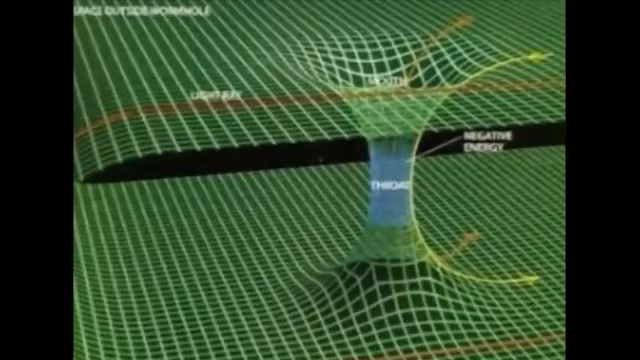 SPACE OUTSIDE WORMHOLE
MOUTH
LIGHT RAY
NEGATIVE
ENERGY
THROAT